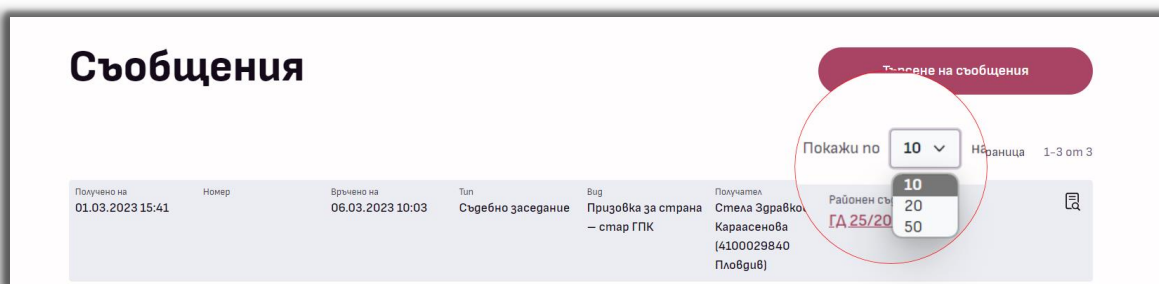 Съобщения
Търсене на съобщения
Покажи по 10 на раница 1-3 от 3
10
20
50
Получено на
01.03.2023 15:41
Номер
Връчено на
06.03.2023 10:03
Тип
Съдебно заседание
Вид
Призовка за страна
– стар ГПК
Получател
Стела Здравков
Караасенова
(4100029840
Пловдив)
Районен съ
ГД 25/20